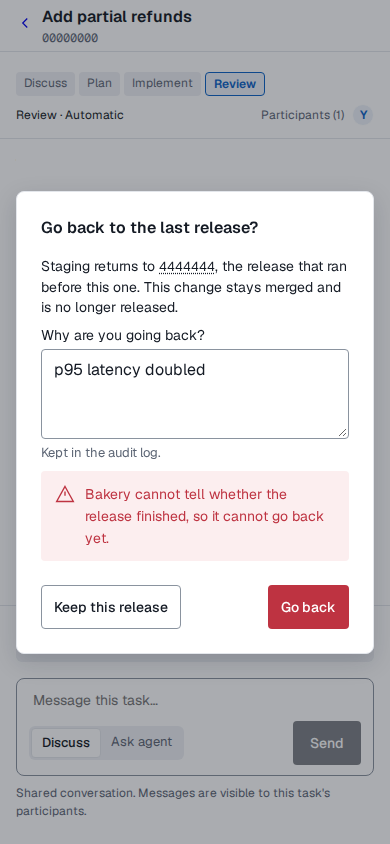 Add partial refunds
00000000
Discuss
Plan
Implement
Review
Review · Automatic
Participants (1)
Y
Go back to the last release?
Staging returns to 4444444, the release that ran
before this one. This change stays merged and
is no longer released.
Why are you going back?
p95 latency doubled
Kept in the audit log.
Bakery cannot tell whether the
release finished, so it cannot go back
yet.
Keep this release
Go back
Message this task…
Discuss
Ask agent
Send
Shared conversation. Messages are visible to this task's
participants.